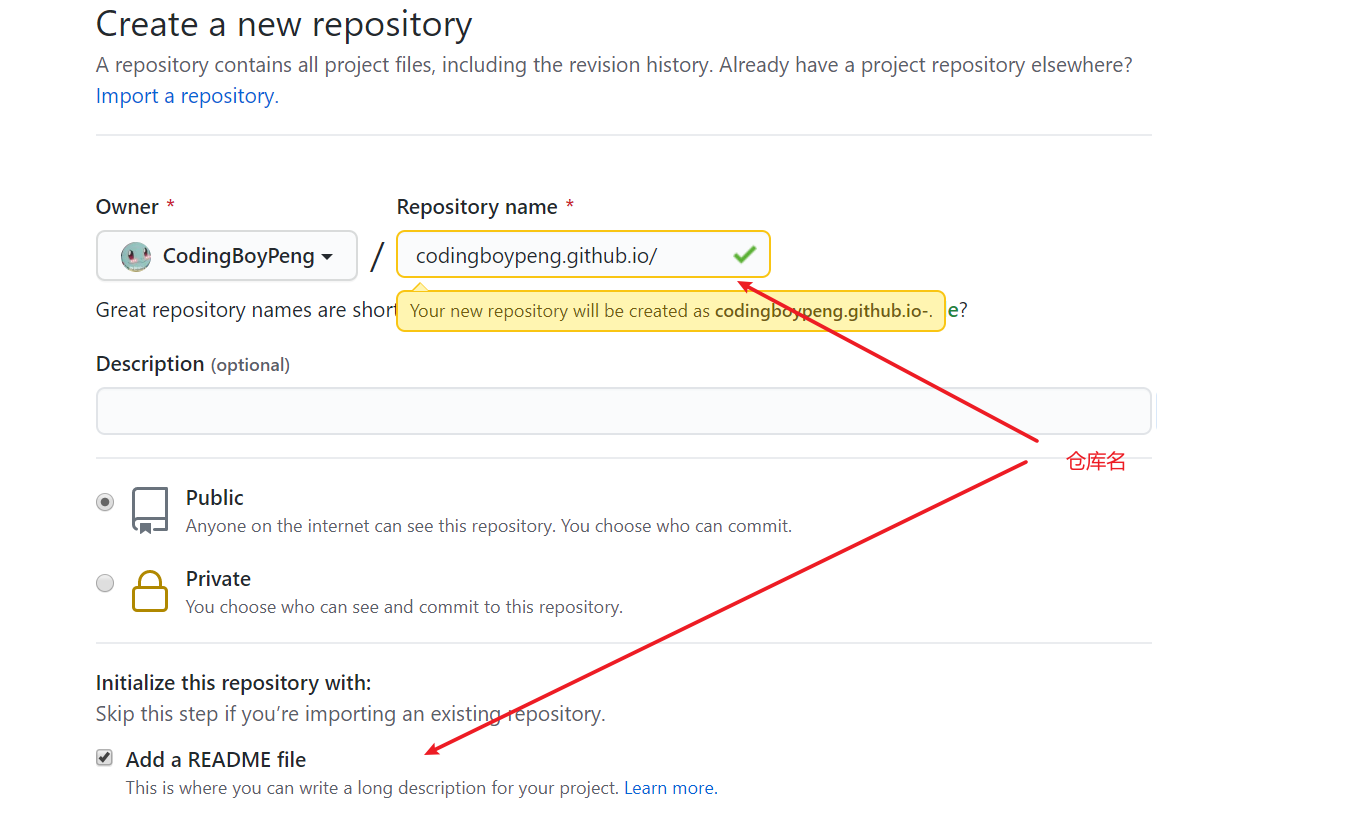 Create a new repository
A repository contains all project files, including the revision history. Already have a project repository elsewhere?
Import a repository.
Owner * Repository name *
CodingBoyPeng / codingboypeng.github.io/
Great repository names are short
Your new repository will be created as codingboypeng.github.io-. e?
Description (optional)
仓库名
Public
Anyone on the internet can see this repository. You choose who can commit.
Private
You choose who can see and commit to this repository.
Initialize this repository with:
Skip this step if you’re importing an existing repository.
Add a README file
This is where you can write a long description for your project. Learn more.